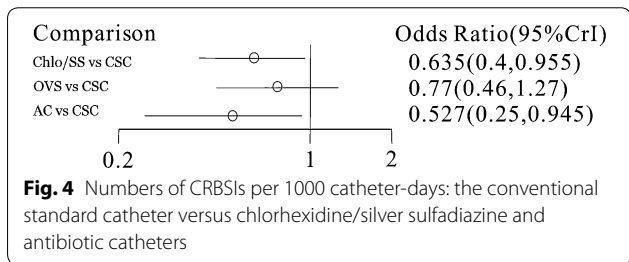 Comparison Odds Ratio(95%CrI)
Chlo/SS vs CSC 0.635(0.4,0.955)
OVS vs CSC 0.77(0.46,1.27)
AC vs CSC 0.527(0.25,0.945)
0.2 1 2
Fig. 4 Numbers of CRBSIs per 1000 catheter-days: the conventional
standard catheter versus chlorhexidine/silver sulfadiazine and
antibiotic catheters